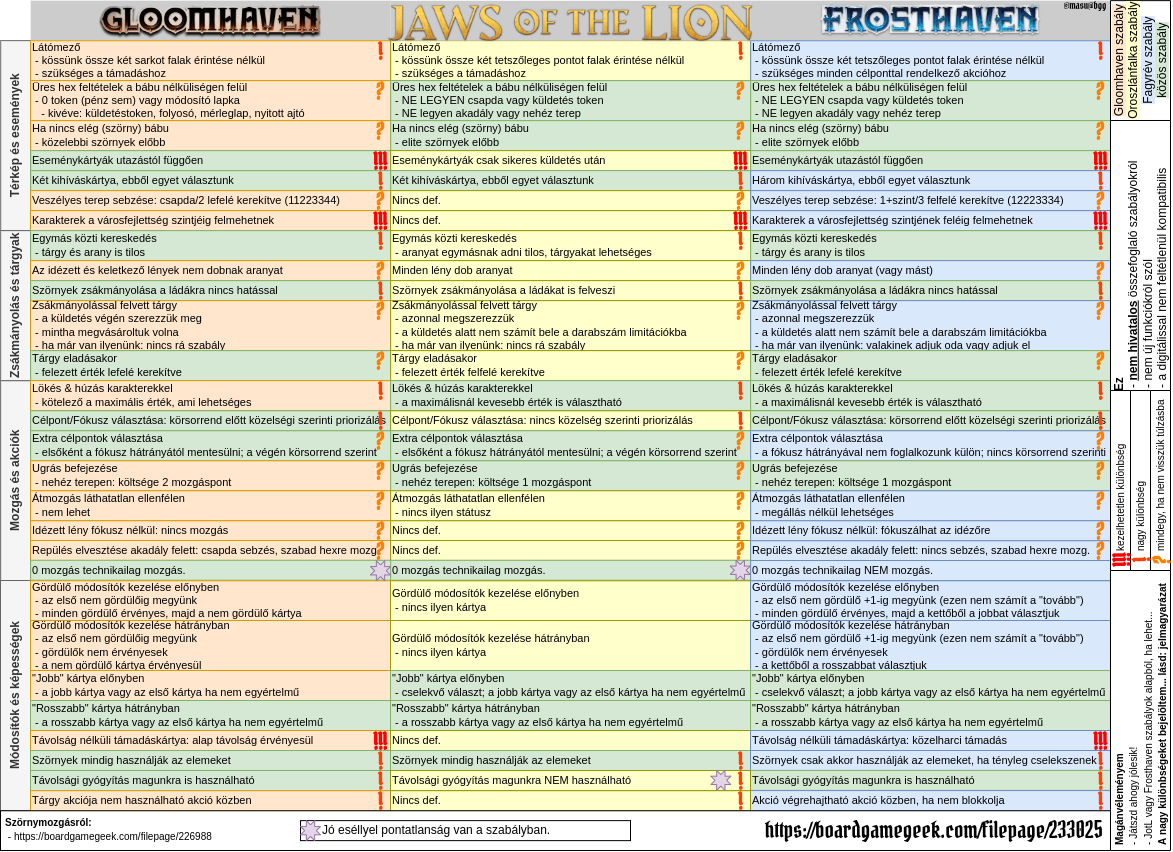 GLOOMHAVEN
JAWS OF THE LION
FROSTHAVEN
@masu@bgg
Térkép és események
Látómező
- kössünk össze két sarkot falak érintése nélkül
- szükséges a támadáshoz
!
Látómező
- kössünk össze két tetszőleges pontot falak érintése nélkül
- szükséges a támadáshoz
!
Látómező
- kössünk össze két tetszőleges pontot falak érintése nélkül
- szükséges minden célponttal rendelkező akcióhoz
!
Üres hex feltételek a bábu nélküliségen felül
- 0 token (pénz sem) vagy módosító lapka
- kivéve: küldetéstoken, folyosó, mérleglap, nyitott ajtó
?
Üres hex feltételek a bábu nélküliségen felül
- NE LEGYEN csapda vagy küldetés token
- NE legyen akadály vagy nehéz terep
?
Üres hex feltételek a bábu nélküliségen felül
- NE LEGYEN csapda vagy küldetés token
- NE legyen akadály vagy nehéz terep
?
Ha nincs elég (szörny) bábu
- közelebbi szörnyek előbb
?
Ha nincs elég (szörny) bábu
- elite szörnyek előbb
?
Ha nincs elég (szörny) bábu
- elite szörnyek előbb
?
Eseménykártyák utazástól függően
!!!
Eseménykártyák csak sikeres küldetés után
!!!
Eseménykártyák utazástól függően
!!!
Két kihíváskártya, ebből egyet választunk
!
Két kihíváskártya, ebből egyet választunk
!
Három kihíváskártya, ebből egyet választunk
!
Veszélyes terep sebzése: csapda/2 lefelé kerekítve (11223344)
?
Nincs def.
?
Veszélyes terep sebzése: 1+szint/3 felfelé kerekítve (12223334)
?
Karakterek a városfejlettség szintjéig felmehetnek
!!!
Nincs def.
!!!
Karakterek a városfejlettség szintjének feléig felmehetnek
!!!
Zsákmányolás és tárgyak
Egymás közti kereskedés
- tárgy és arany is tilos
!
Egymás közti kereskedés
- aranyat egymásnak adni tilos, tárgyakat lehetséges
!
Egymás közti kereskedés
- tárgy és arany is tilos
!
Az idézett és keletkező lények nem dobnak aranyat
?
Minden lény dob aranyat
?
Minden lény dob aranyat (vagy mást)
?
Szörnyek zsákmányolása a ládákra nincs hatással
!
Szörnyek zsákmányolása a ládákat is felveszi
!
Szörnyek zsákmányolása a ládákra nincs hatással
!
Zsákmányolással felvett tárgy
- a küldetés végén szerezzük meg
- mintha megvásároltuk volna
- ha már van ilyenünk: nincs rá szabály
?
Zsákmányolással felvett tárgy
- azonnal megszerezzük
- a küldetés alatt nem számít bele a darabszám limitációkba
- ha már van ilyenünk: nincs rá szabály
?
Zsákmányolással felvett tárgy
- azonnal megszerezzük
- a küldetés alatt nem számít bele a darabszám limitációkba
- ha már van ilyenünk: valakinek adjuk oda vagy adjuk el
?
Tárgy eladásakor
- felezett érték lefelé kerekítve
?
Tárgy eladásakor
- felezett érték felfelé kerekítve
?
Tárgy eladásakor
- felezett érték lefelé kerekítve
?
Mozgás és akciók
Lökés & húzás karakterekkel
- kötelező a maximális érték, ami lehetséges
!
Lökés & húzás karakterekkel
- a maximálisnál kevesebb érték is választható
!
Lökés & húzás karakterekkel
- a maximálisnál kevesebb érték is választható
!
Célpont/Fókusz választása: körsorrend előtt közelségi szerinti priorizálás
!
Célpont/Fókusz választása: nincs közelség szerinti priorizálás
!
Célpont/Fókusz választása: körsorrend előtt közelségi szerinti priorizálás
!
Extra célpontok választása
- elsőként a fókusz hátrányától mentesülni; a végén körsorrend szerint
?
Extra célpontok választása
- elsőként a fókusz hátrányától mentesülni; a végén körsorrend szerint
?
Extra célpontok választása
- a fókusz hátrányával nem foglalkozunk külön; nincs körsorrend szerinti
?
Ugrás befejezése
- nehéz terepen: költsége 2 mozgáspont
?
Ugrás befejezése
- nehéz terepen: költsége 1 mozgáspont
?
Ugrás befejezése
- nehéz terepen: költsége 1 mozgáspont
?
Átmozgás láthatatlan ellenfélen
- nem lehet
?
Átmozgás láthatatlan ellenfélen
- nincs ilyen státusz
?
Átmozgás láthatatlan ellenfélen
- megállás nélkül lehetséges
?
Idézett lény fókusz nélkül: nincs mozgás
?
Nincs def.
?
Idézett lény fókusz nélkül: fókuszálhat az idézőre
?
Repülés elvesztése akadály felett: csapda sebzés, szabad hexre mozg.
?
Nincs def.
?
Repülés elvesztése akadály felett: nincs sebzés, szabad hexre mozg.
?
0 mozgás technikailag mozgás.
0 mozgás technikailag mozgás.
0 mozgás technikailag NEM mozgás.
Módosítók és képességek
Gördülő módosítók kezelése előnyben
- az első nem gördülőig megyünk
- minden gördülő érvényes, majd a nem gördülő kártya
Gördülő módosítók kezelése előnyben
- nincs ilyen kártya
Gördülő módosítók kezelése előnyben
- az első nem gördülő +1-ig megyünk (ezen nem számít a "tovább")
- minden gördülő érvényes, majd a kettőből a jobbat választjuk
Gördülő módosítók kezelése hátrányban
- az első nem gördülőig megyünk
- gördülők nem érvényesek
- a nem gördülő kártya érvényesül
Gördülő módosítók kezelése hátrányban
- nincs ilyen kártya
Gördülő módosítók kezelése hátrányban
- az első nem gördülő +1-ig megyünk (ezen nem számít a "tovább")
- gördülők nem érvényesek
- a kettőből a rosszabbat választjuk
"Jobb" kártya előnyben
- a jobb kártya vagy az első kártya ha nem egyértelmű
"Jobb" kártya előnyben
- cselekvő választ; a jobb kártya vagy az első kártya ha nem egyértelmű
"Jobb" kártya előnyben
- cselekvő választ; a jobb kártya vagy az első kártya ha nem egyértelmű
"Rosszabb" kártya hátrányban
- a rosszabb kártya vagy az első kártya ha nem egyértelmű
"Rosszabb" kártya hátrányban
- a rosszabb kártya vagy az első kártya ha nem egyértelmű
"Rosszabb" kártya hátrányban
- a rosszabb kártya vagy az első kártya ha nem egyértelmű
Távolság nélküli támadáskártya: alap távolság érvényesül
!!!
Nincs def.
Távolság nélküli támadáskártya: közelharci támadás
!!!
Szörnyek mindig használják az elemeket
Szörnyek mindig használják az elemeket
!
Szörnyek csak akkor használják az elemeket, ha tényleg cselekszenek
!
Távolsági gyógyítás magunkra is használható
!
Távolsági gyógyítás magunkra NEM használható
!
Távolsági gyógyítás magunkra is használható
!
Tárgy akciója nem használható akció közben
!
Nincs def.
!
Akció végrehajtható akció közben, ha nem blokkolja
!
Gloomhaven szabály
Oroszlánfalka szabály
Fagyrév szabály
közös szabály
Ez
- nem hivatalos összefoglaló szabályokról
- nem új funkciókról szól
- a digitálissal nem feltétlenül kompatibilis
!!! kezelhetetlen különbség
! nagy különbség
? mindegy, ha nem visszük túlzásba
Magánvéleményem
- Játszd ahogy jólesik!
- JotL vagy Frosthaven szabályok alapból, ha lehet...
A nagy különbségeket bejelöltem... lásd: jelmagyarázat
Szörnymozgásról:
- https://boardgamegeek.com/filepage/226988
Jó eséllyel pontatlanság van a szabályban.
https://boardgamegeek.com/filepage/233025